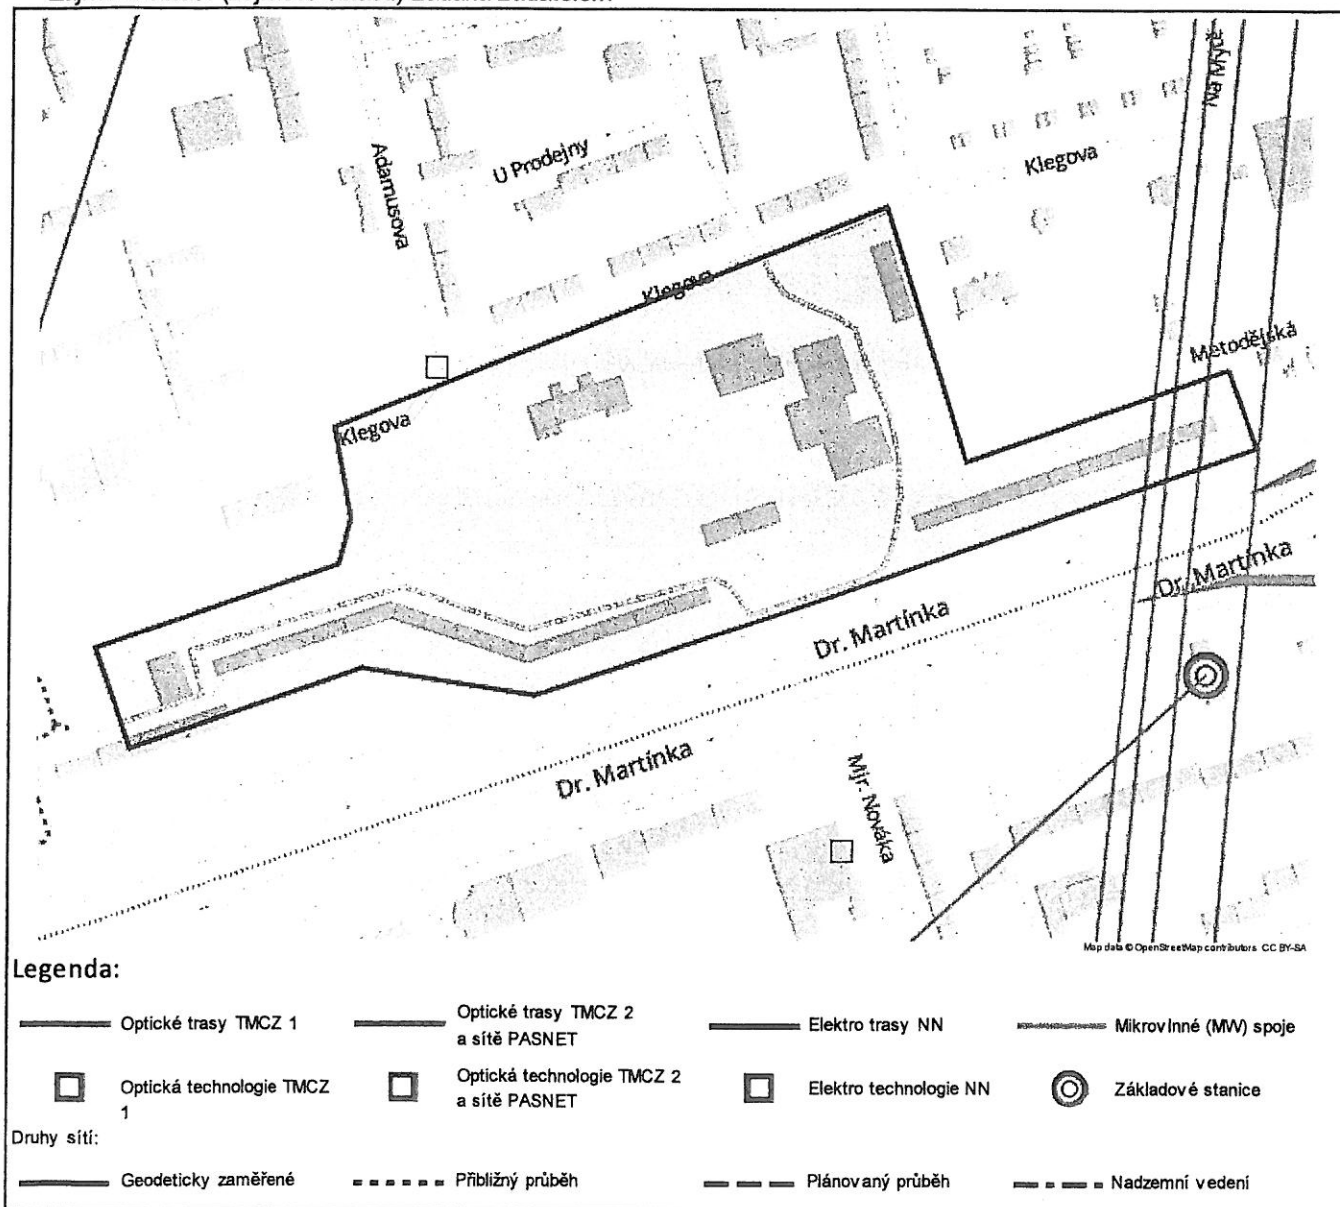 Na Mýtě
Adamusova
U Prodejny
Klegova
Klegova
Metodějská
Klegova
Dr. Martínka
Dr. Martínka
Dr. Martínka
Mjr. Nováka
Map data © OpenStreetMap contributors CC BY-SA
Legenda:
Optické trasy TMCZ 1
Optické trasy TMCZ 2
a sítě PASNET
Elektro trasy NN
Mikrovlnné (MW) spoje
Optická technologie TMCZ
1
Optická technologie TMCZ 2
a sítě PASNET
Elektro technologie NN
Základové stanice
Druhy sítí:
Geodeticky zaměřené
Přibližný průběh
Plánovaný průběh
Nadzemní vedení